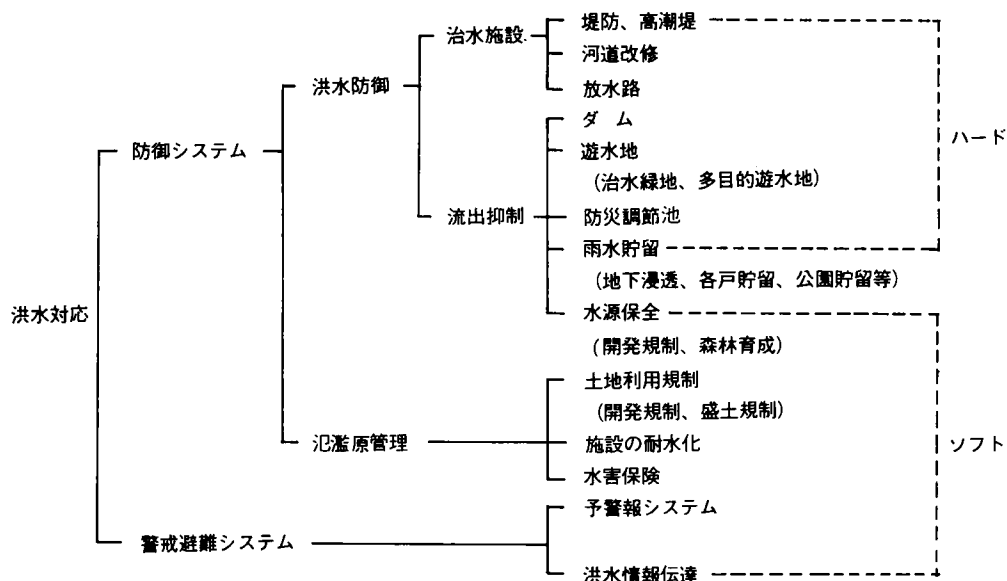 堤防、高潮堤
治水施設
河道改修
洪水防御
放水路
ダム
ハード
防御システム
遊水地
(治水緑地、多目的遊水地)
流出抑制
防災調節池
雨水貯留
(地下浸透、各戸貯留、公園貯留等)
洪水対応
水源保全
(開発規制、森林育成)
土地利用規制
(開発規制、盛土規制)
氾濫原管理
施設の耐水化
ソフト
水害保険
予警報システム
警戒避難システム
洪水情報伝達